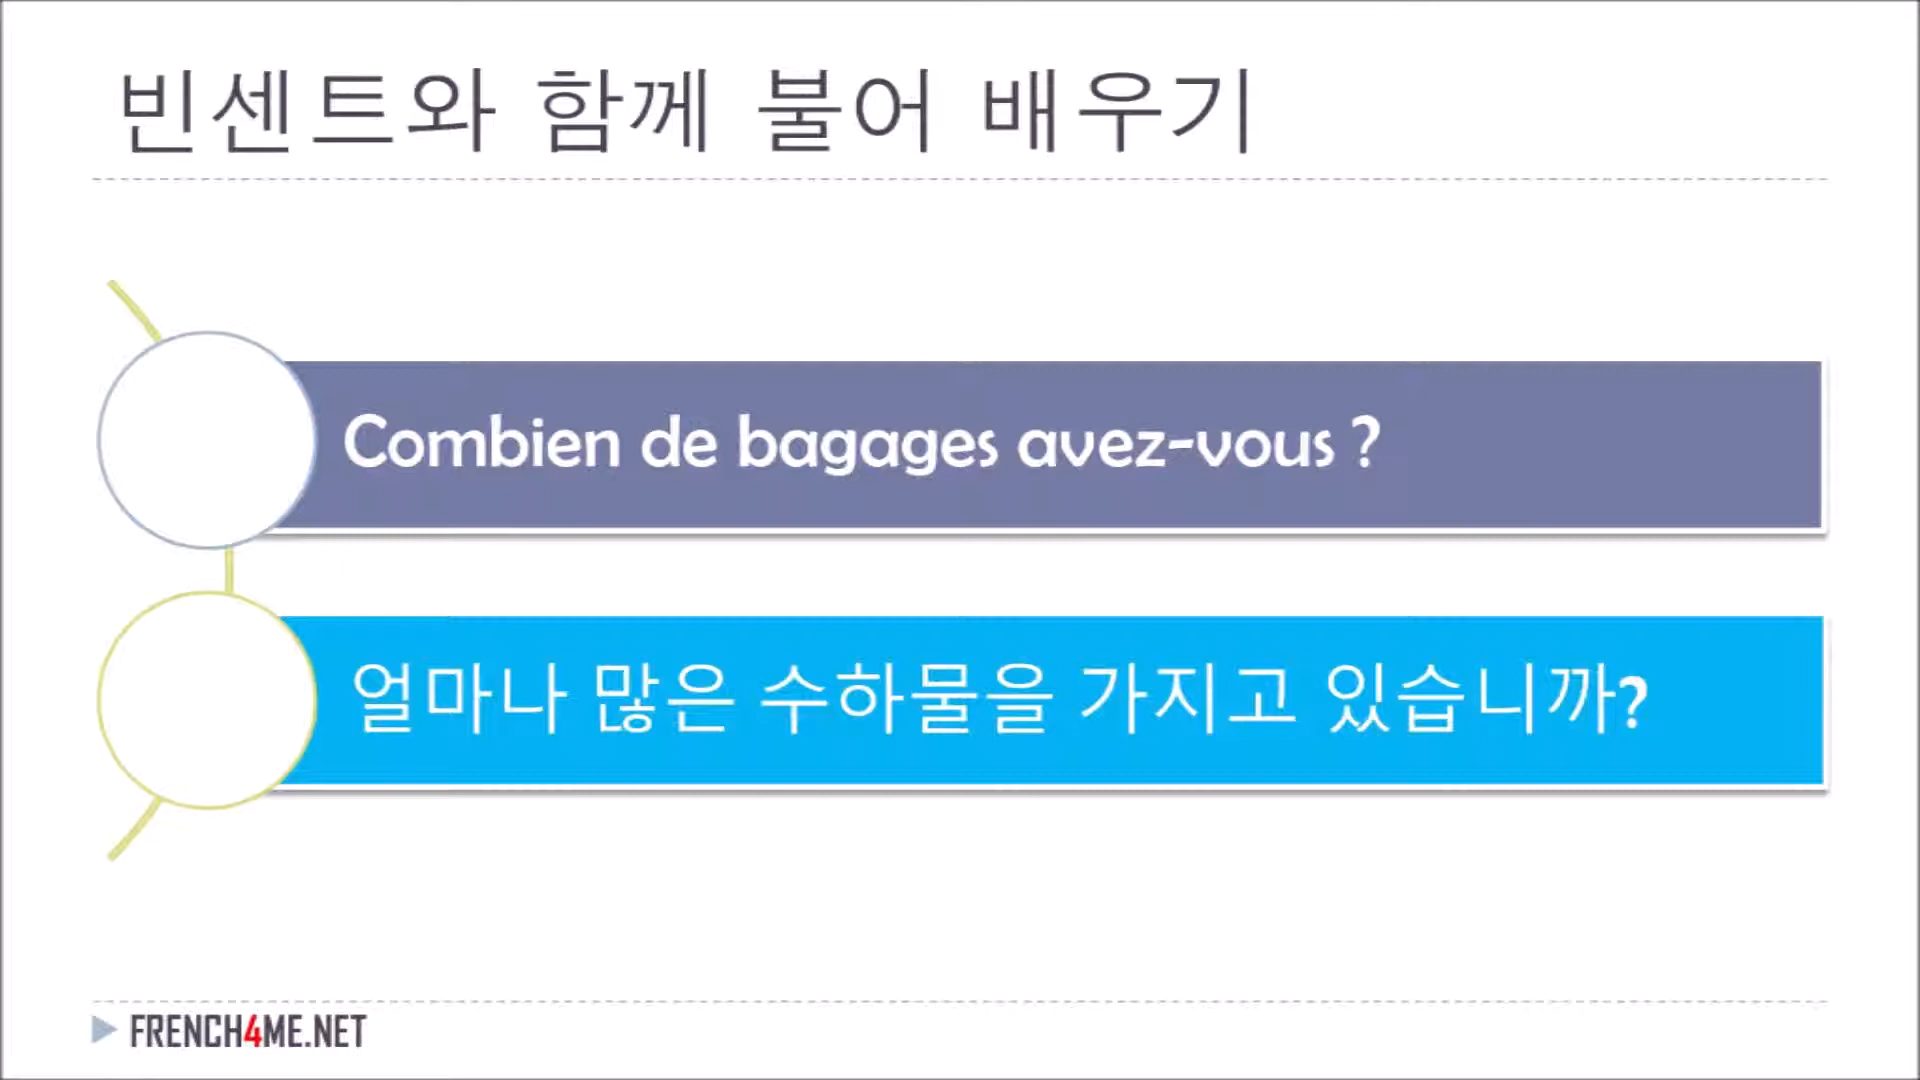 빈센트와 함께 불어 배우기
Combien de bagages avez-vous ?
얼마나 많은 수하물을 가지고 있습니까?
FRENCH4ME.NET